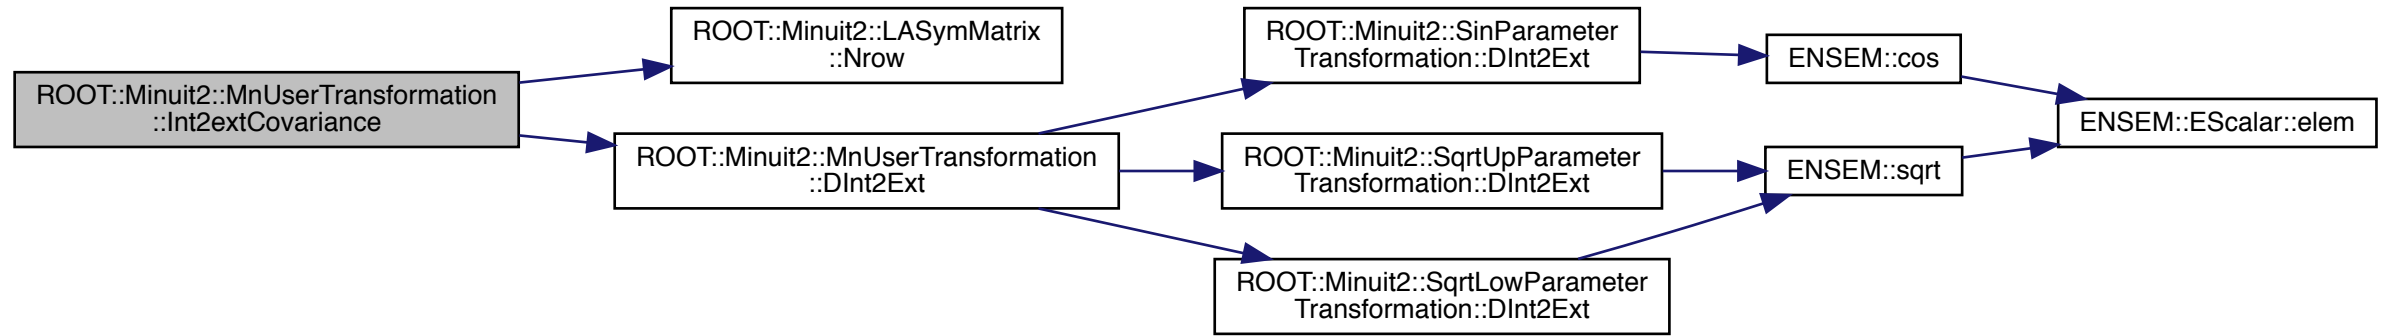 ROOT::Minuit2::MnUserTransformation
::Int2extCovariance
ROOT::Minuit2::LASymMatrix
::Nrow
ROOT::Minuit2::MnUserTransformation
::DInt2Ext
ROOT::Minuit2::SinParameter
Transformation::DInt2Ext
ROOT::Minuit2::SqrtUpParameter
Transformation::DInt2Ext
ROOT::Minuit2::SqrtLowParameter
Transformation::DInt2Ext
ENSEM::cos
ENSEM::sqrt
ENSEM::EScalar::elem